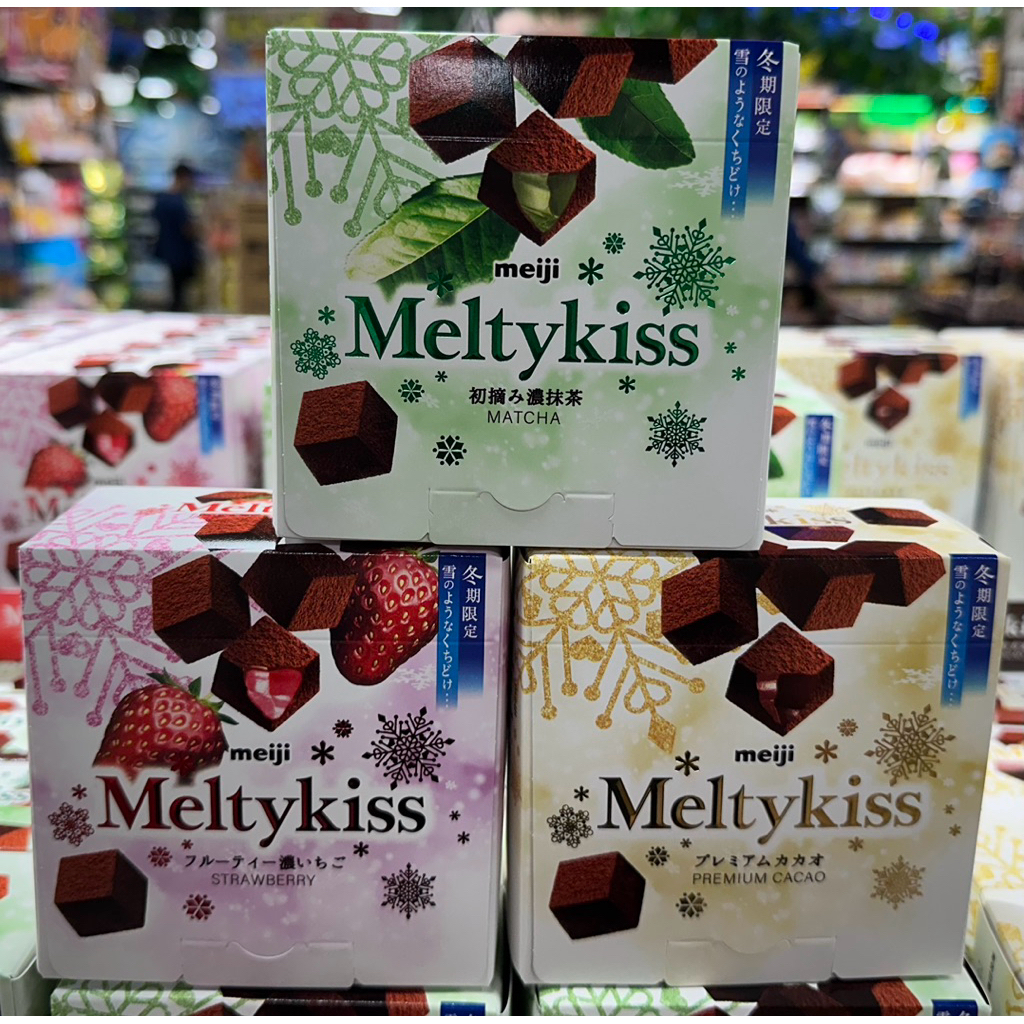 冬期限定
雪のようなくちどけ…
meiji
Meltykiss
初摘み濃抹茶
MATCHA
冬期限定
雪のようなくちどけ…
meiji
Meltykiss
フルーティー濃いちご
STRAWBERRY
冬期限定
雪のようなくちどけ…
meiji
Meltykiss
プレミアムカカオ
PREMIUM CACAO